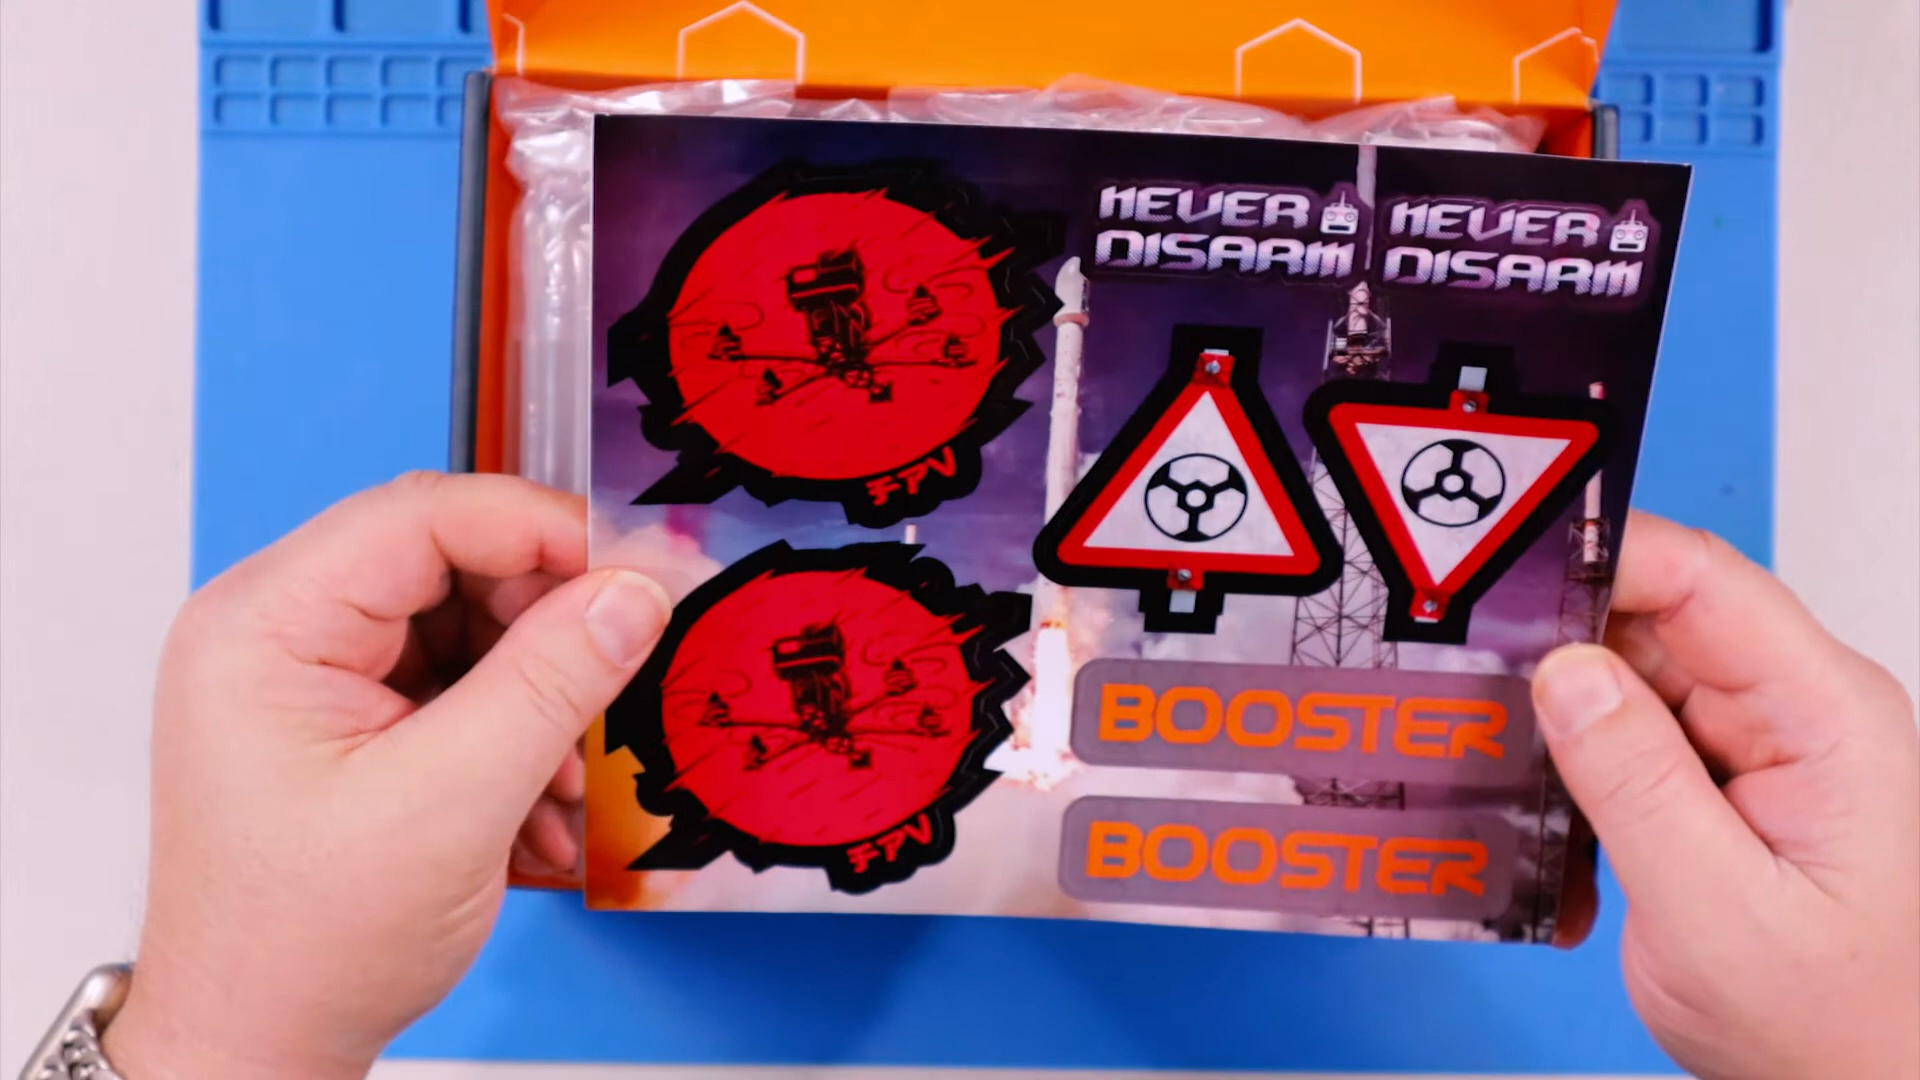 NEVER
DISARM
NEVER
DISARM
FPV
FPV
BOOSTER
BOOSTER